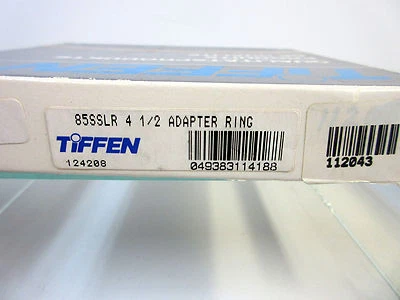 85SSLR 4 1/2 ADAPTER RING
TiFFEN
124208
049383114188
112043